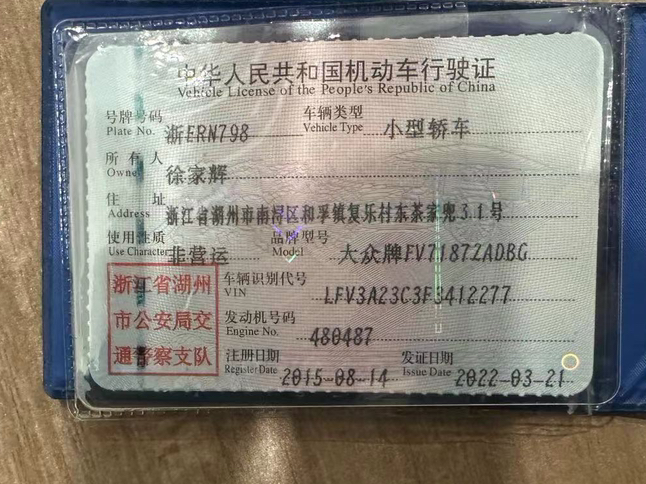 中华人民共和国机动车行驶证
Vehicle License of the People's Republic of China
号牌号码 Plate No. 浙ERN798 车辆类型 Vehicle Type 小型轿车
所有人 Owner 徐家辉
住址 Address 浙江省湖州市南浔区和孚镇复乐村东茶家兜31号
使用性质 Use Character 非营运 品牌型号 Model 大众牌FV7187ZADBG
浙江省湖州
市公安局交
通警察支队
车辆识别代号 VIN LFV3A23C3F3412277
发动机号码 Engine No. 480487
注册日期 Register Date 2015-08-14 发证日期 Issue Date 2022-03-21